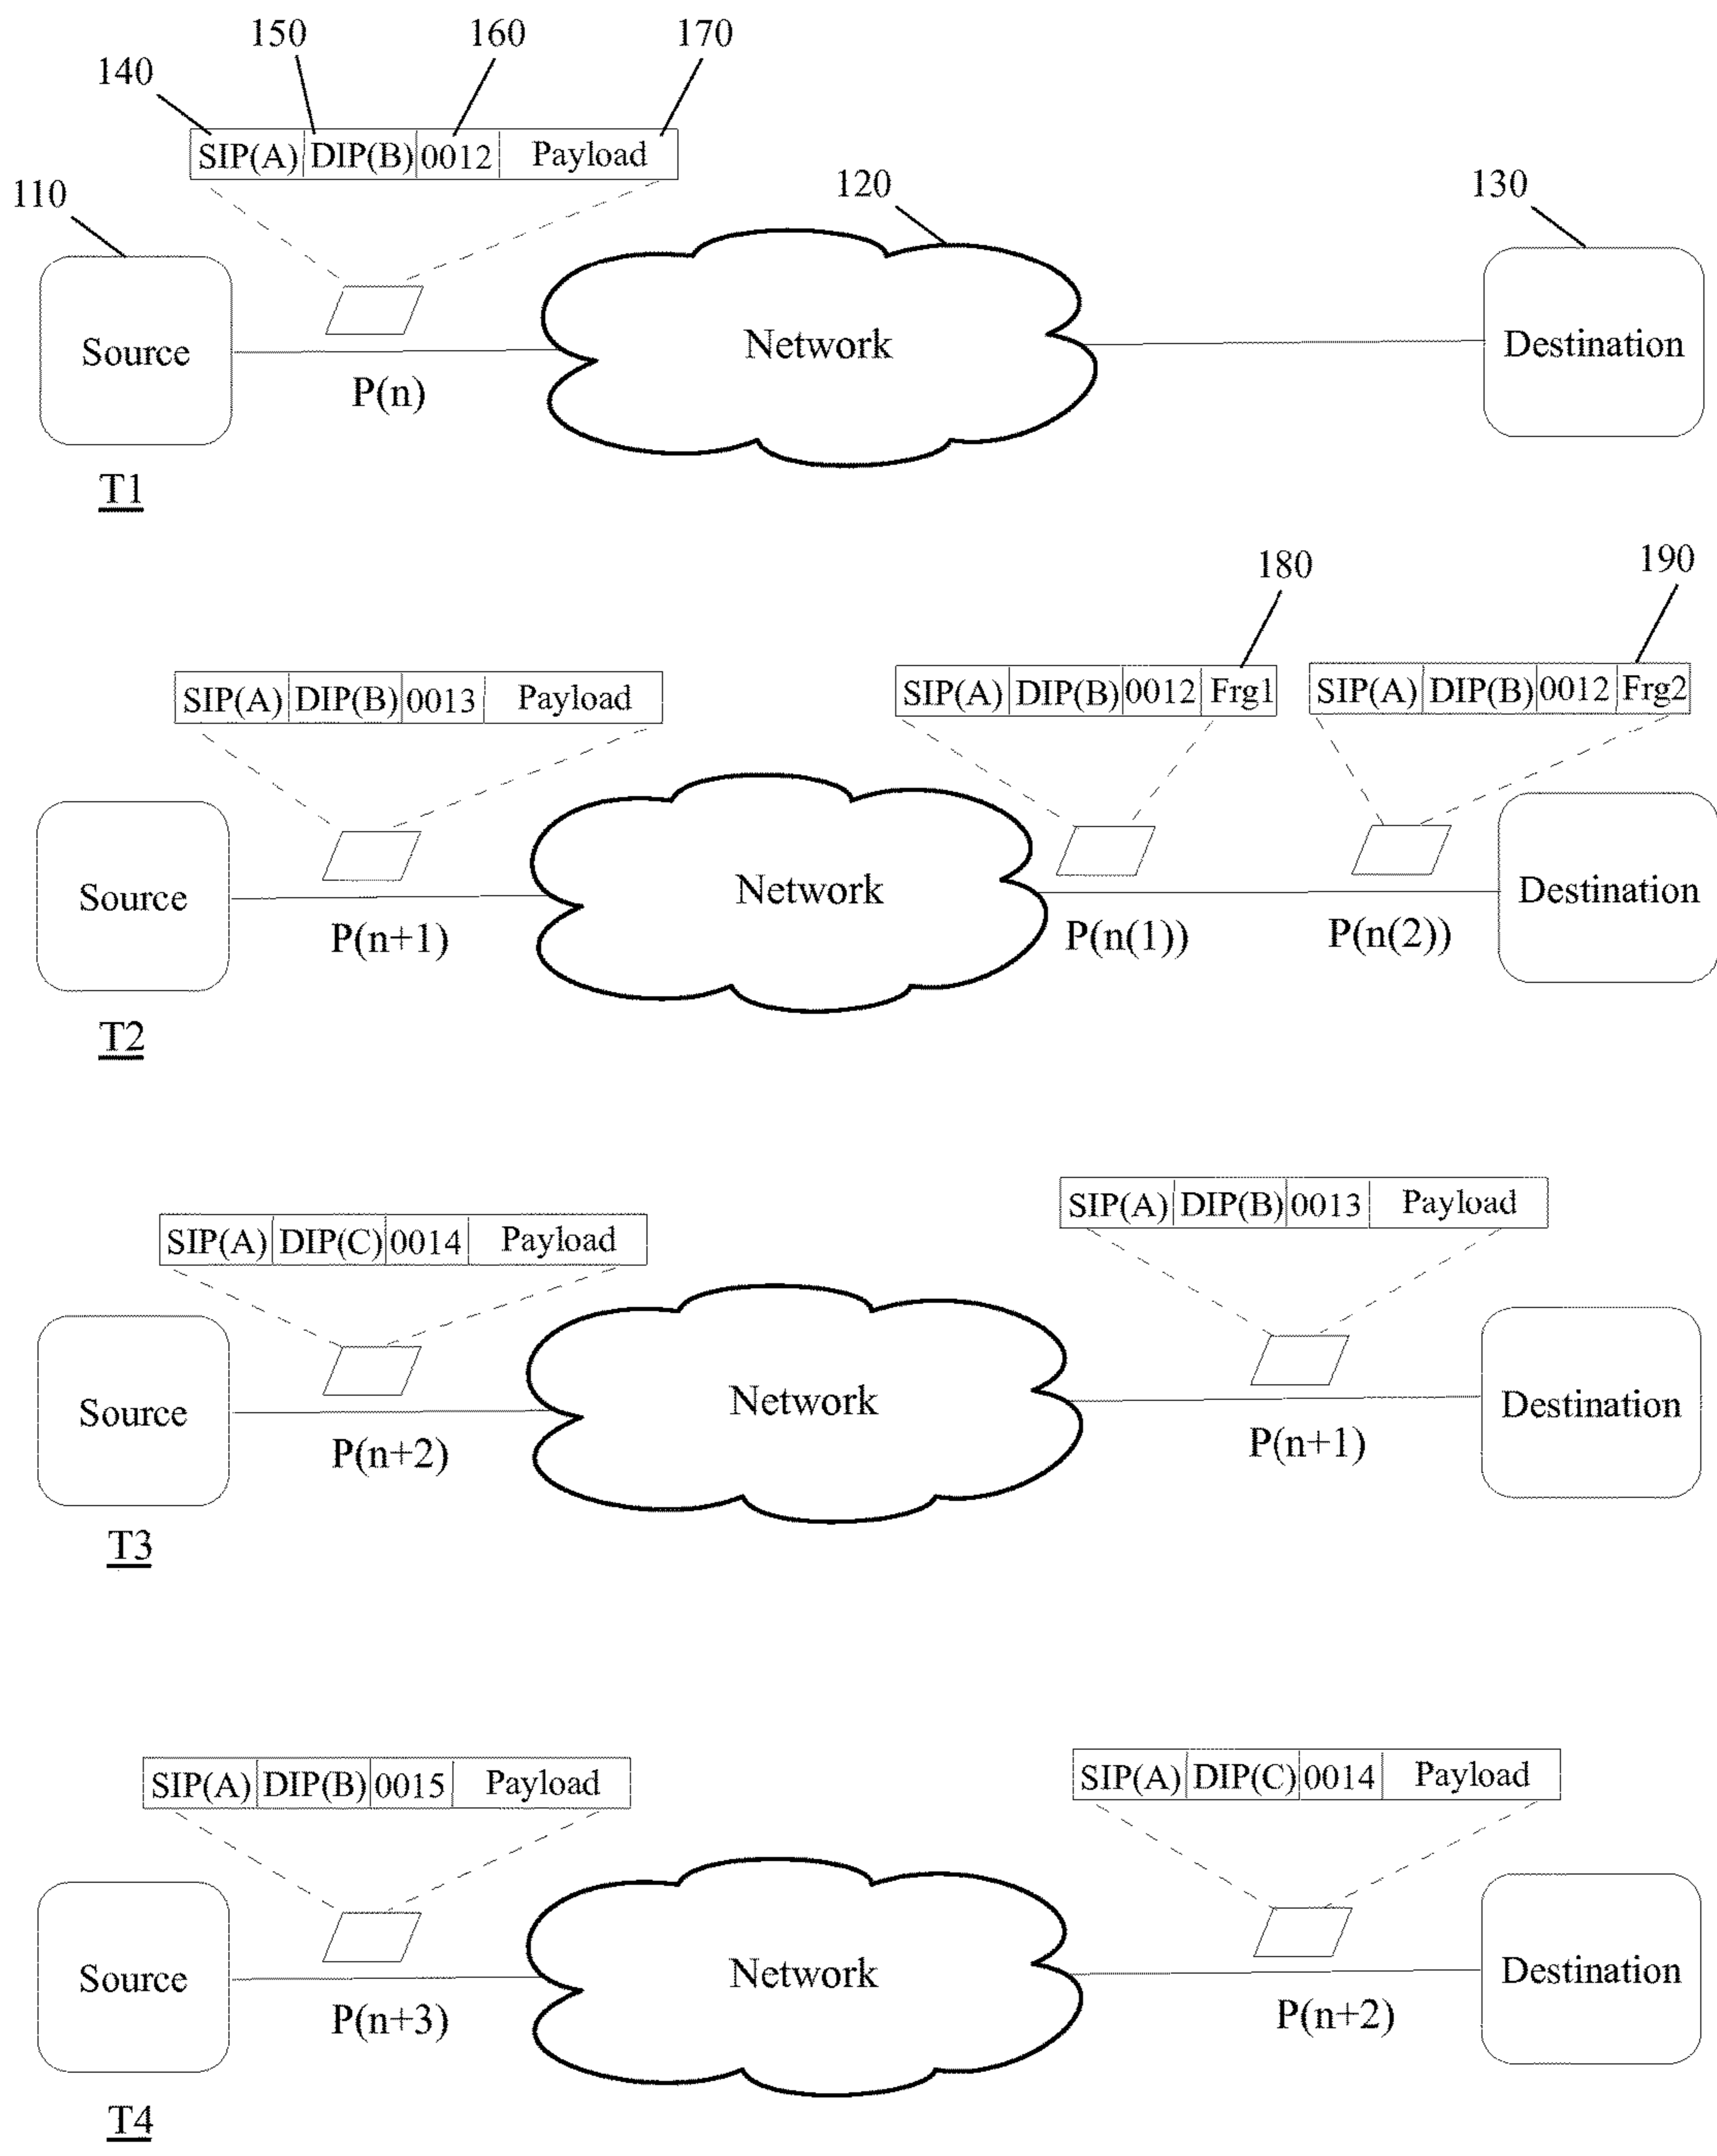 150 160 170
140
SIP(A) DIP(B) 0012 Payload
110 120 130
Source Network Destination
P(n)
T1
180 190
SIP(A) DIP(B) 0013 Payload SIP(A) DIP(B) 0012 Frg1 SIP(A) DIP(B) 0012 Frg2
Source Network Destination
P(n+1) P(n(1)) P(n(2))
T2
SIP(A) DIP(C) 0014 Payload SIP(A) DIP(B) 0013 Payload
Source Network Destination
P(n+2) P(n+1)
T3
SIP(A) DIP(B) 0015 Payload SIP(A) DIP(C) 0014 Payload
Source Network Destination
P(n+3) P(n+2)
T4